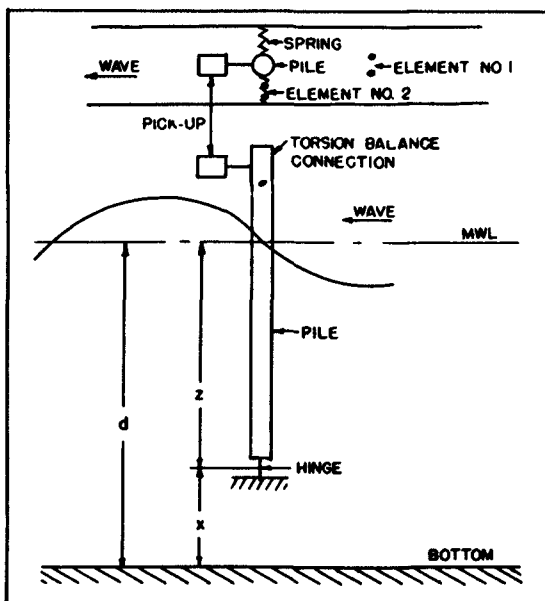 SPRING
WAVE
PILE
ELEMENT NO. 1
ELEMENT NO. 2
PICK-UP
TORSION BALANCE
CONNECTION
WAVE
MWL
PILE
z
d
HINGE
x
BOTTOM